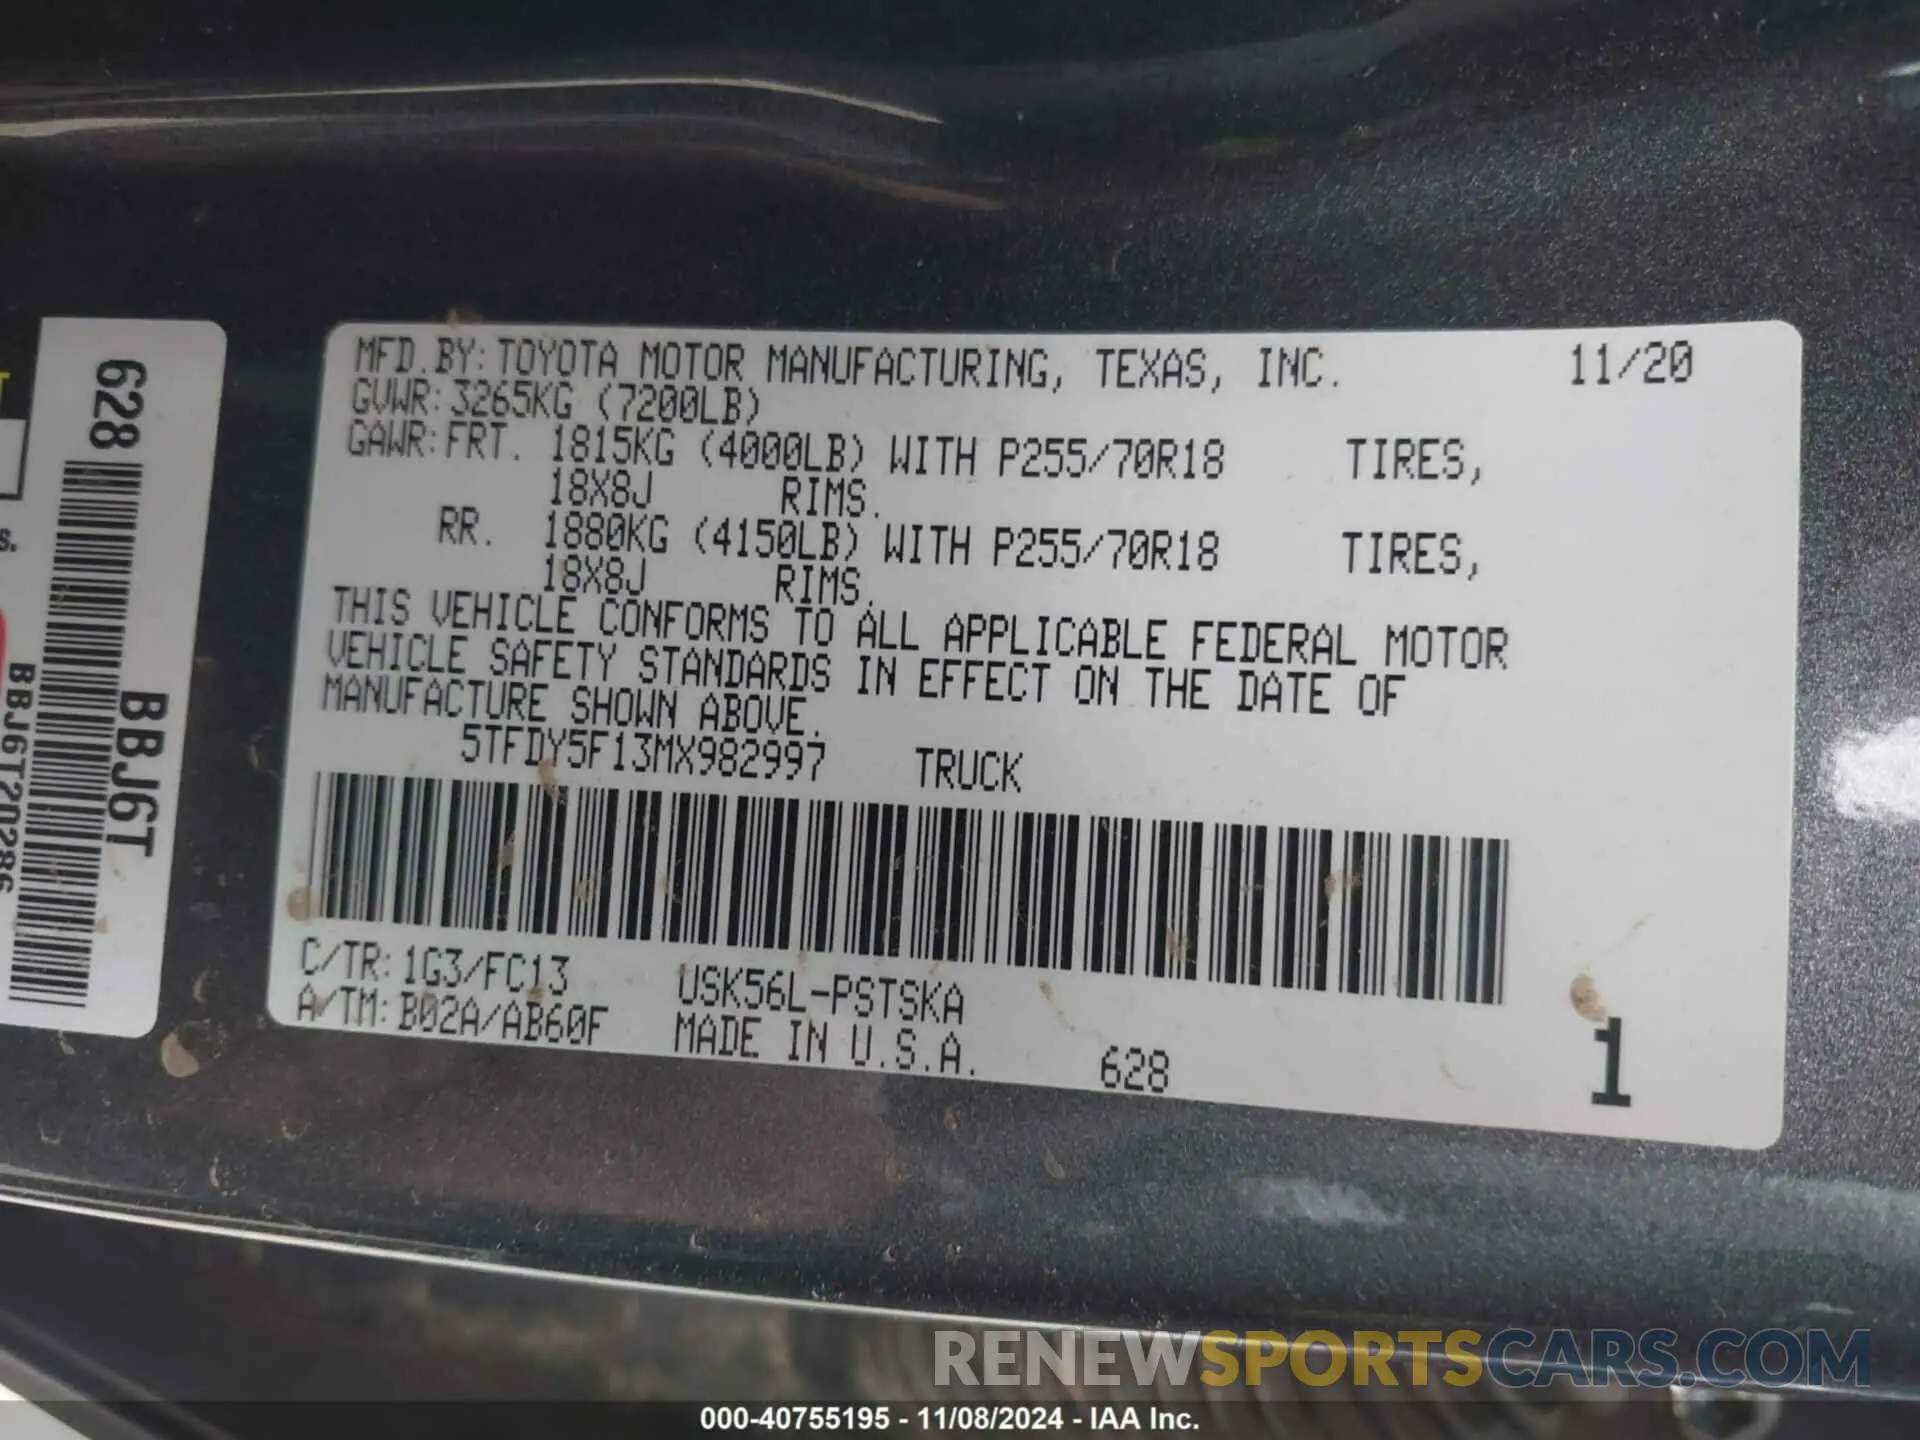 MFD.BY: TOYOTA MOTOR MANUFACTURING, TEXAS, INC. 11/20
GVWR: 3265KG (7200LB)
GAWR: FRT. 1815KG (4000LB) WITH P255/70R18 TIRES,
18X8J RIMS.
RR. 1880KG (4150LB) WITH P255/70R18 TIRES,
18X8J RIMS.
THIS VEHICLE CONFORMS TO ALL APPLICABLE FEDERAL MOTOR
VEHICLE SAFETY STANDARDS IN EFFECT ON THE DATE OF
MANUFACTURE SHOWN ABOVE.
5TFDY5F13MX982997 TRUCK
C/TR: 1G3/FC13 USK56L-PSTSKA
A/TM: B02A/AB60F MADE IN U.S.A. 628
1
628
BBJ6T
BBJ6T20286
RENEWSPORTSCARS.COM
000-40755195 - 11/08/2024 - IAA Inc.